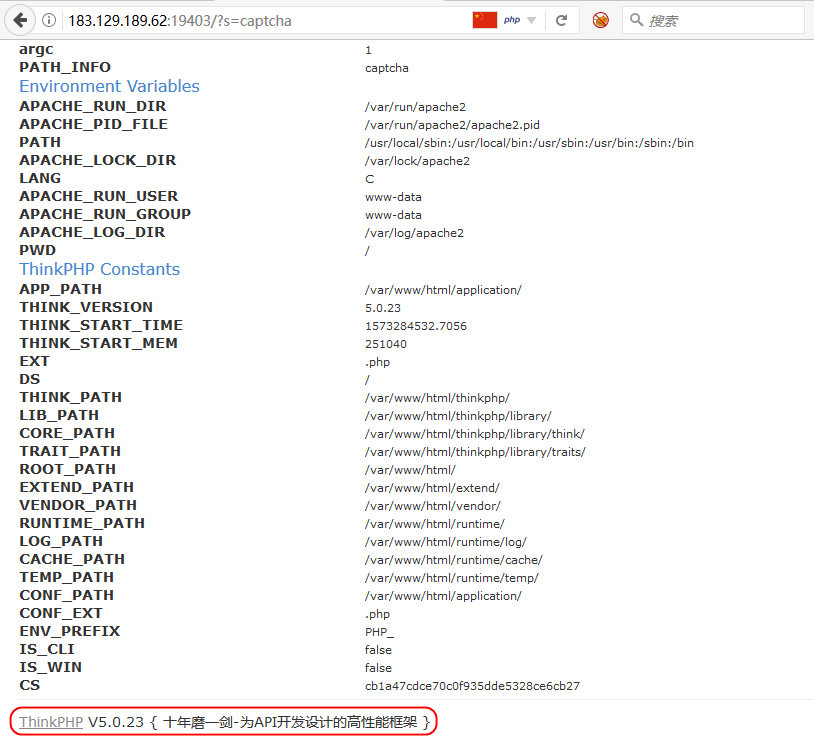 183.129.189.62:19403/?s=captcha php 搜索
argc 1
PATH_INFO captcha
Environment Variables
APACHE_RUN_DIR /var/run/apache2
APACHE_PID_FILE /var/run/apache2/apache2.pid
PATH /usr/local/sbin:/usr/local/bin:/usr/sbin:/usr/bin:/sbin:/bin
APACHE_LOCK_DIR /var/lock/apache2
LANG C
APACHE_RUN_USER www-data
APACHE_RUN_GROUP www-data
APACHE_LOG_DIR /var/log/apache2
PWD /
ThinkPHP Constants
APP_PATH /var/www/html/application/
THINK_VERSION 5.0.23
THINK_START_TIME 1573284532.7056
THINK_START_MEM 251040
EXT .php
DS /
THINK_PATH /var/www/html/thinkphp/
LIB_PATH /var/www/html/thinkphp/library/
CORE_PATH /var/www/html/thinkphp/library/think/
TRAIT_PATH /var/www/html/thinkphp/library/traits/
ROOT_PATH /var/www/html/
EXTEND_PATH /var/www/html/extend/
VENDOR_PATH /var/www/html/vendor/
RUNTIME_PATH /var/www/html/runtime/
LOG_PATH /var/www/html/runtime/log/
CACHE_PATH /var/www/html/runtime/cache/
TEMP_PATH /var/www/html/runtime/temp/
CONF_PATH /var/www/html/application/
CONF_EXT .php
ENV_PREFIX PHP_
IS_CLI false
IS_WIN false
CS cb1a47cdce70c0f935dde5328ce6cb27
ThinkPHP V5.0.23 { 十年磨一剑-为API开发设计的高性能框架 }